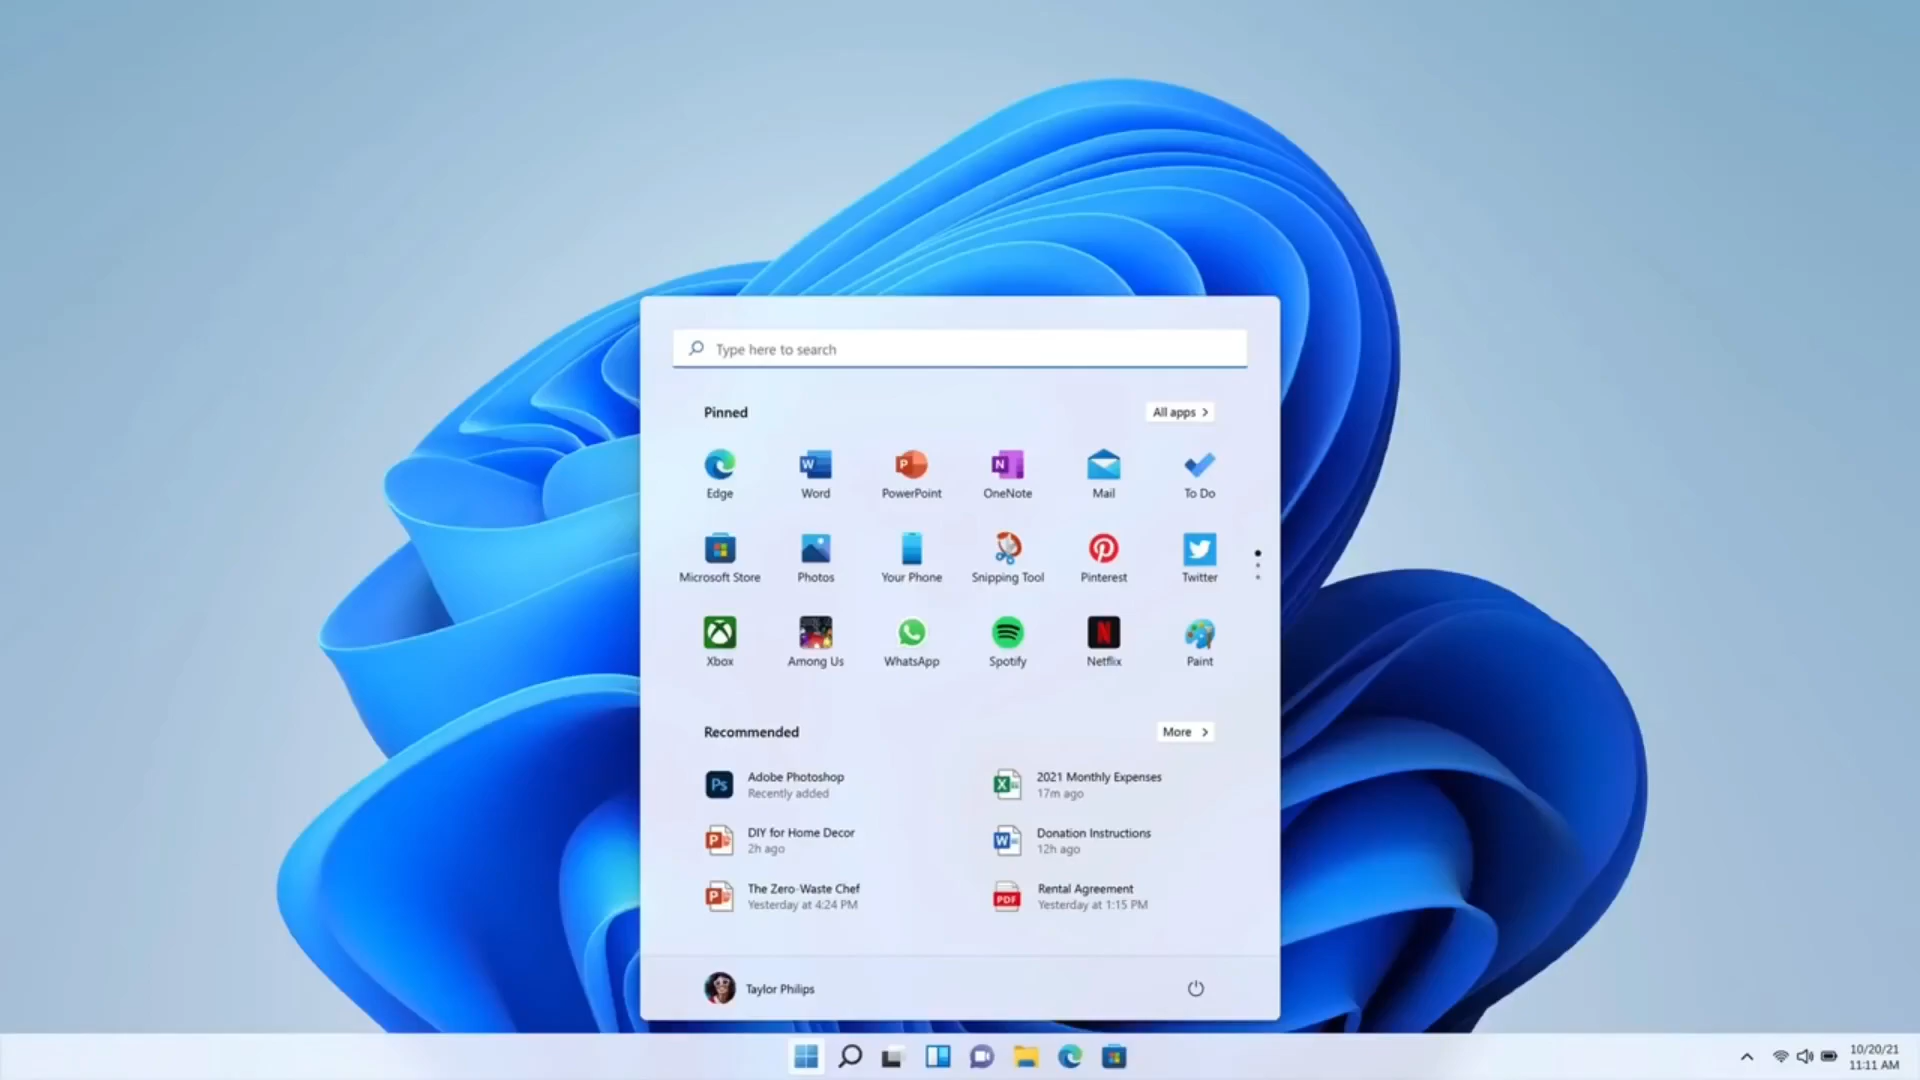 Type here to search
Pinned
All apps
Edge
Word
PowerPoint
OneNote
Mail
To Do
Microsoft Store
Photos
Your Phone
Snipping Tool
Pinterest
Twitter
Xbox
Among Us
WhatsApp
Spotify
Netflix
Paint
Recommended
More
Ps
Adobe Photoshop
Recently added
2021 Monthly Expenses
17m ago
DIY for Home Decor
2h ago
Donation Instructions
12h ago
The Zero-Waste Chef
Yesterday at 4:24 PM
PDF
Rental Agreement
Yesterday at 1:15 PM
Taylor Philips
10/20/21
11:11 AM